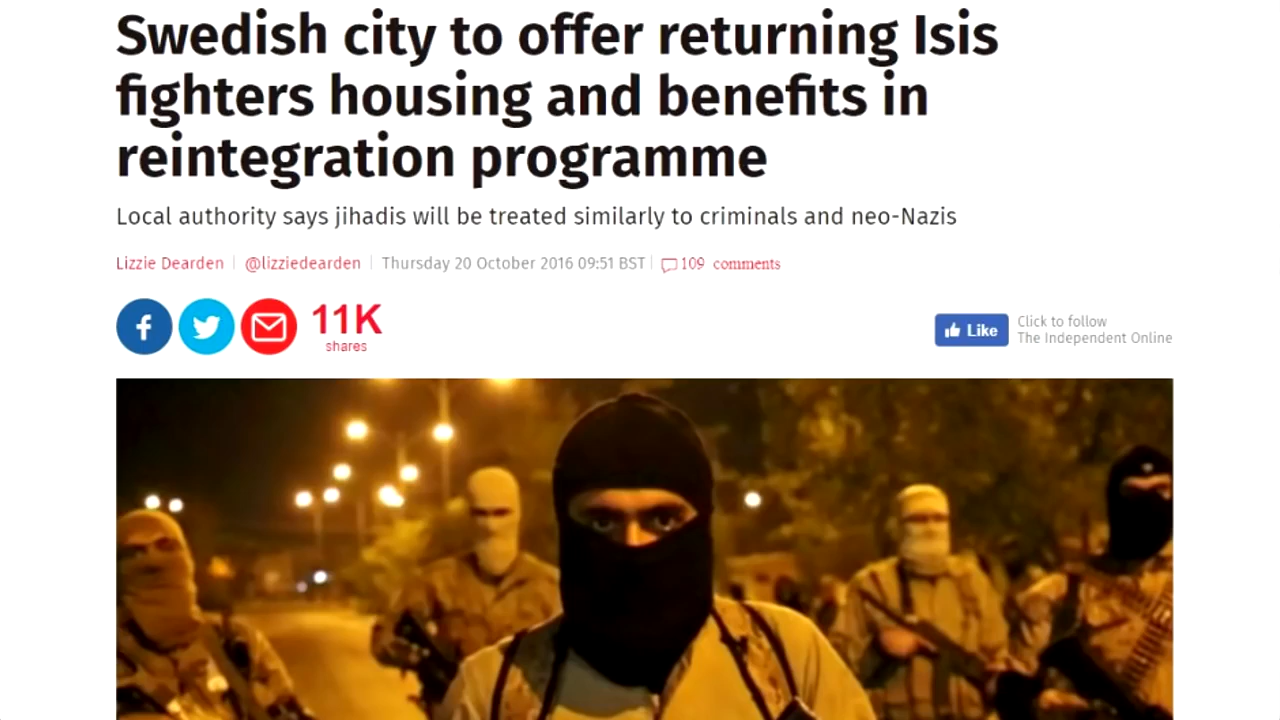 Swedish city to offer returning Isis
fighters housing and benefits in
reintegration programme
Local authority says jihadis will be treated similarly to criminals and neo-Nazis
Lizzie Dearden | @lizziedearden | Thursday 20 October 2016 09:51 BST | 109 comments
11K
shares
Like
Click to follow
The Independent Online